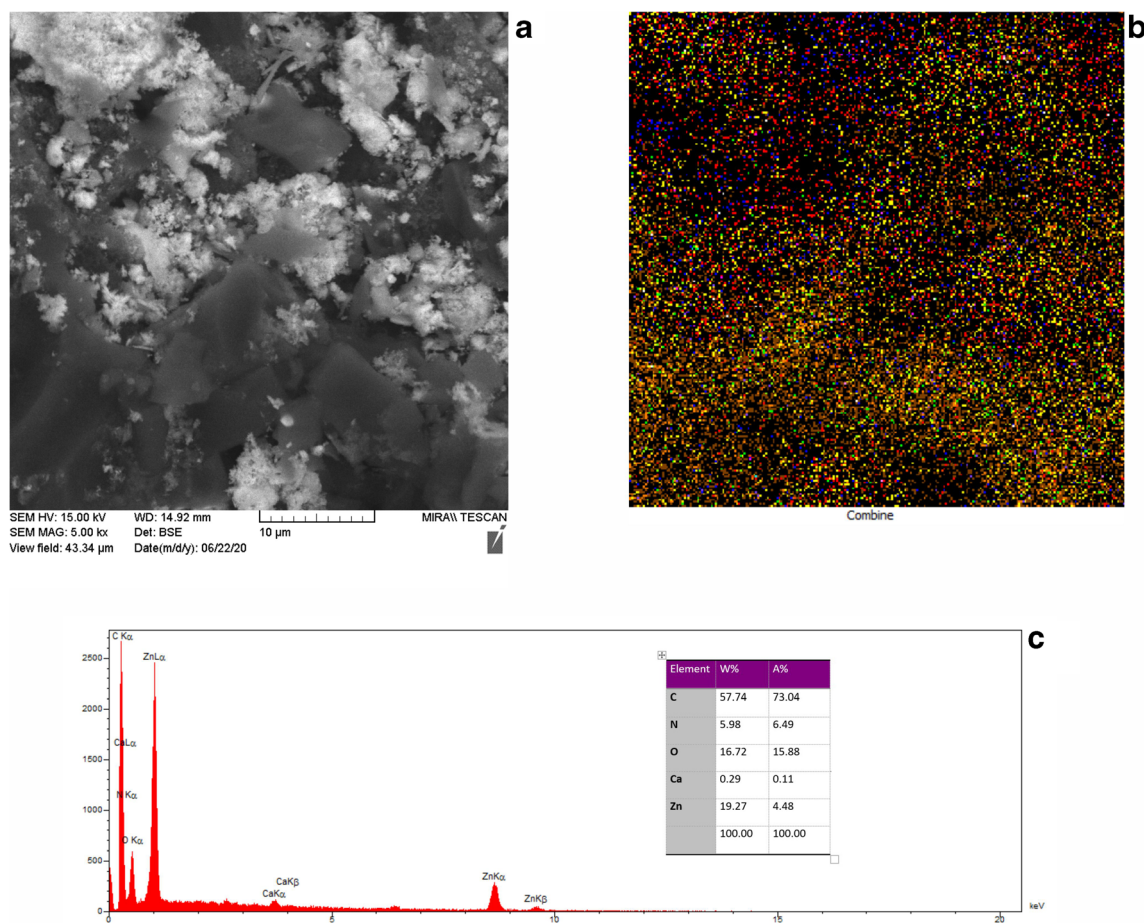 a
b
SEM HV: 15.00 kV WD: 14.92 mm MIRA\\ TESCAN
SEM MAG: 5.00 kx Det: BSE 10 µm
View field: 43.34 µm Date(m/d/y): 06/22/20
Combine
c
C Kα
ZnLα
CaLα
N Kα
O Kα
CaKβ
CaKα
ZnKα
ZnKβ
2500
2000
1500
1000
500
0
0 5 10 15 20 keV
Element W% A%
C 57.74 73.04
N 5.98 6.49
O 16.72 15.88
Ca 0.29 0.11
Zn 19.27 4.48
100.00 100.00